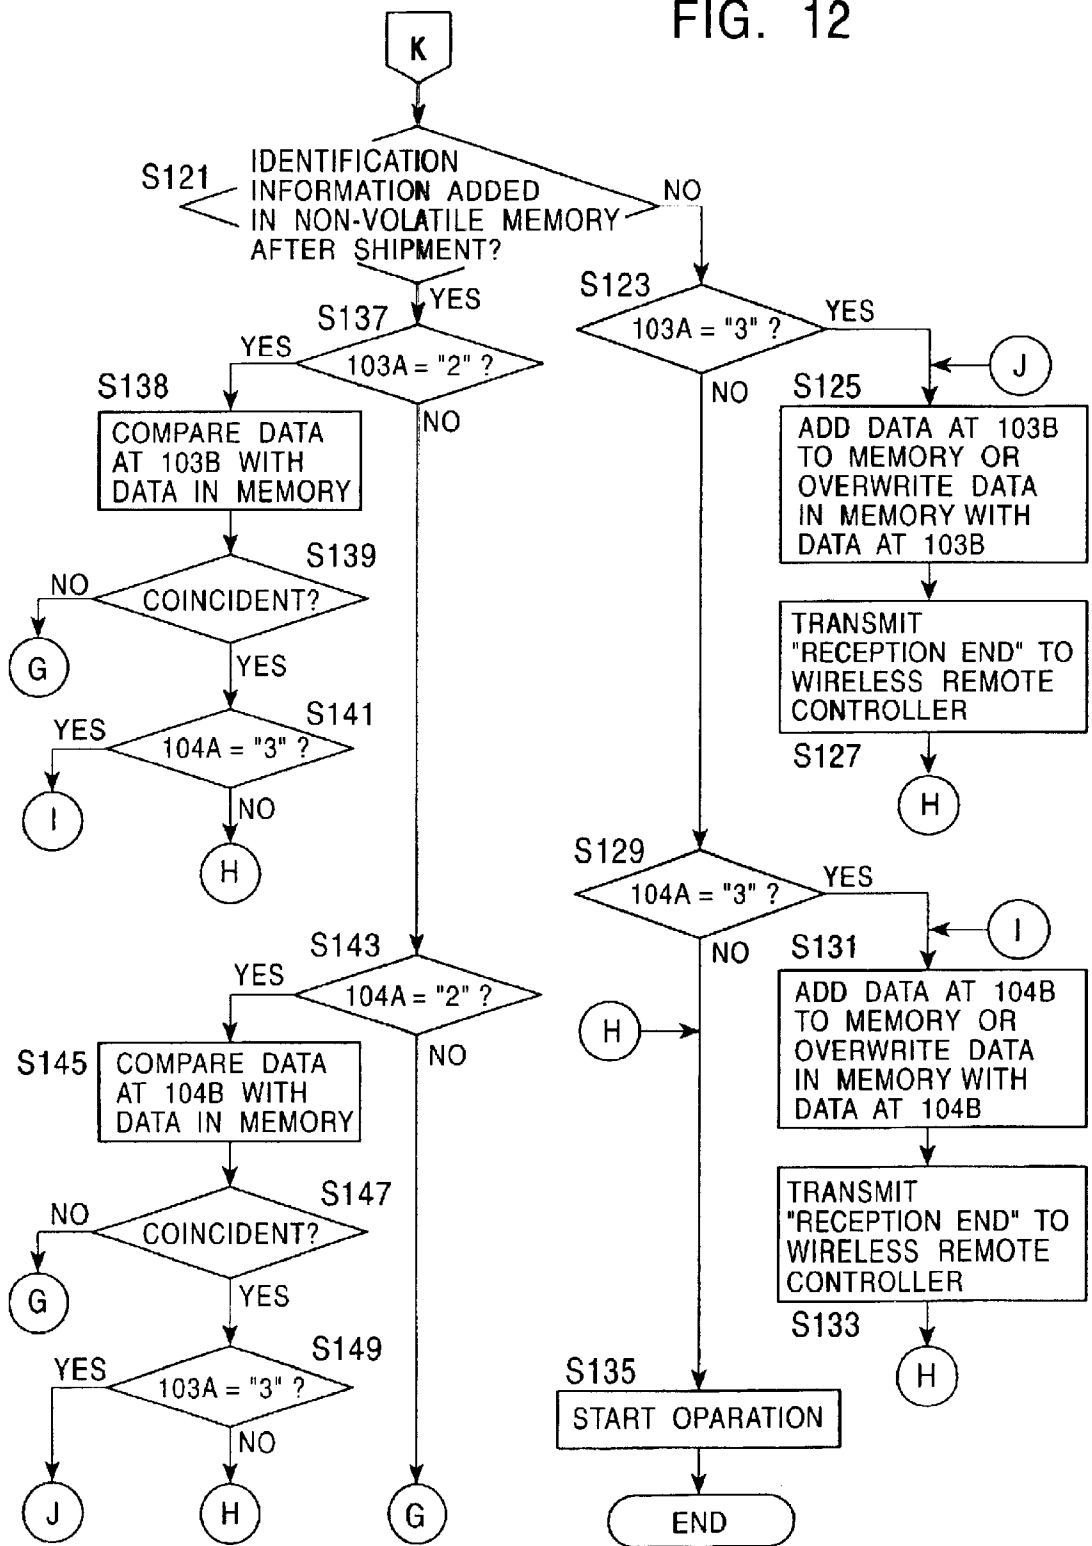 FIG. 12
K
S121
IDENTIFICATION
INFORMATION ADDED
IN NON-VOLATILE MEMORY
AFTER SHIPMENT?
NO
YES
S137
103A = "2" ?
YES
NO
S138
COMPARE DATA
AT 103B WITH
DATA IN MEMORY
S139
COINCIDENT?
NO
G
YES
S141
104A = "3" ?
YES
I
NO
H
S143
104A = "2" ?
YES
NO
S145
COMPARE DATA
AT 104B WITH
DATA IN MEMORY
S147
COINCIDENT?
NO
G
YES
S149
103A = "3" ?
YES
NO
J
H
G
S123
103A = "3" ?
YES
NO
J
S125
ADD DATA AT 103B
TO MEMORY OR
OVERWRITE DATA
IN MEMORY WITH
DATA AT 103B
TRANSMIT
"RECEPTION END" TO
WIRELESS REMOTE
CONTROLLER
S127
H
S129
104A = "3" ?
YES
NO
I
H
S131
ADD DATA AT 104B
TO MEMORY OR
OVERWRITE DATA
IN MEMORY WITH
DATA AT 104B
TRANSMIT
"RECEPTION END" TO
WIRELESS REMOTE
CONTROLLER
S133
H
S135
START OPARATION
END